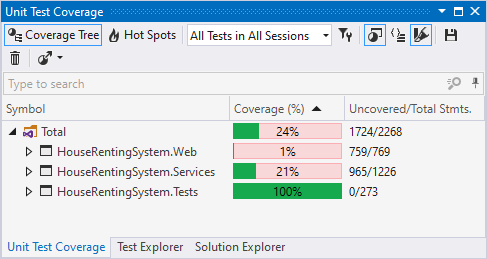 Unit Test Coverage
Coverage Tree Hot Spots All Tests in All Sessions
Type to search
Symbol Coverage (%) Uncovered/Total Stmts.
Total 24% 1724/2268
HouseRentingSystem.Web 1% 759/769
HouseRentingSystem.Services 21% 965/1226
HouseRentingSystem.Tests 100% 0/273
Unit Test Coverage Test Explorer Solution Explorer